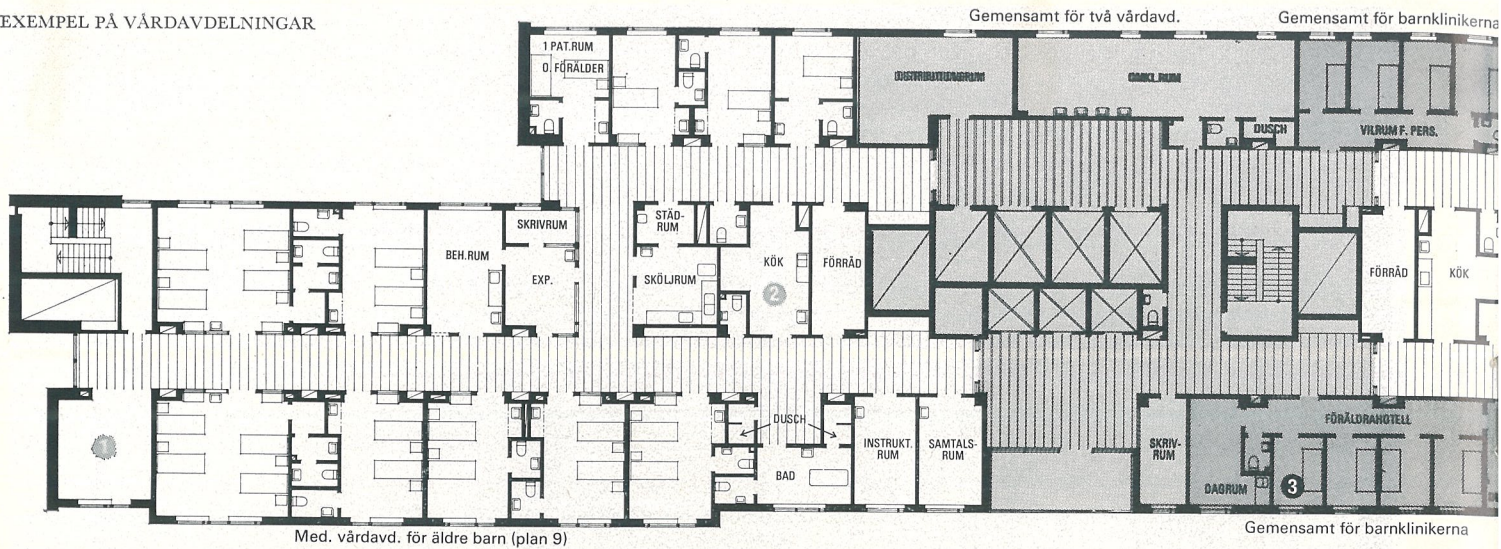 EXEMPEL PÅ VÅRDAVDELNINGAR
Gemensamt för två vårdavd.
Gemensamt för barnklinikerna
1 PAT.RUM
O. FÖRÄLDER
DISTRIBUTIONSRUM
OMKL.RUM
DUSCH
VILRUM F. PERS.
SKRIVRUM
BEH.RUM
EXP.
STÄD-
RUM
SKÖLJRUM
KÖK
2
FÖRRÅD
FÖRRÅD
KÖK
1
DUSCH
BAD
INSTRUKT.
RUM
SAMTALS-
RUM
SKRIV-
RUM
FÖRÄLDRAHOTELL
DAGRUM
3
Med. vårdavd. för äldre barn (plan 9)
Gemensamt för barnklinikerna